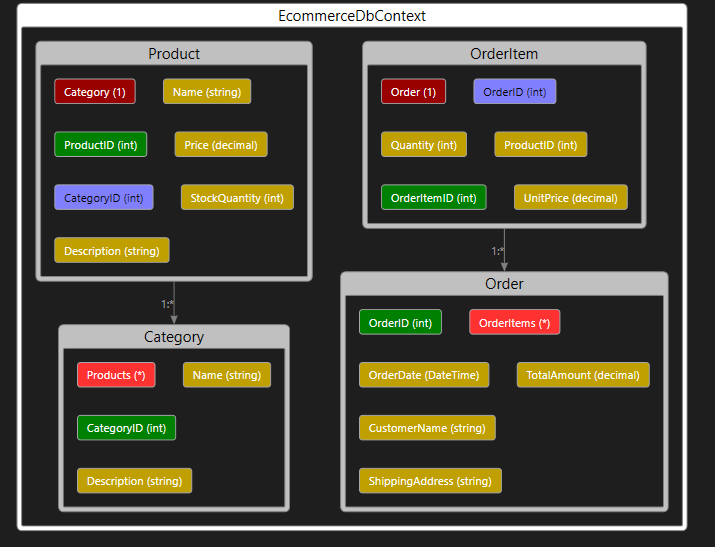 EcommerceDbContext
Product
Category (1)
Name (string)
ProductID (int)
Price (decimal)
CategoryID (int)
StockQuantity (int)
Description (string)
OrderItem
Order (1)
OrderID (int)
Quantity (int)
ProductID (int)
OrderItemID (int)
UnitPrice (decimal)
1:*
1:*
Category
Products (*)
Name (string)
CategoryID (int)
Description (string)
Order
OrderID (int)
OrderItems (*)
OrderDate (DateTime)
TotalAmount (decimal)
CustomerName (string)
ShippingAddress (string)